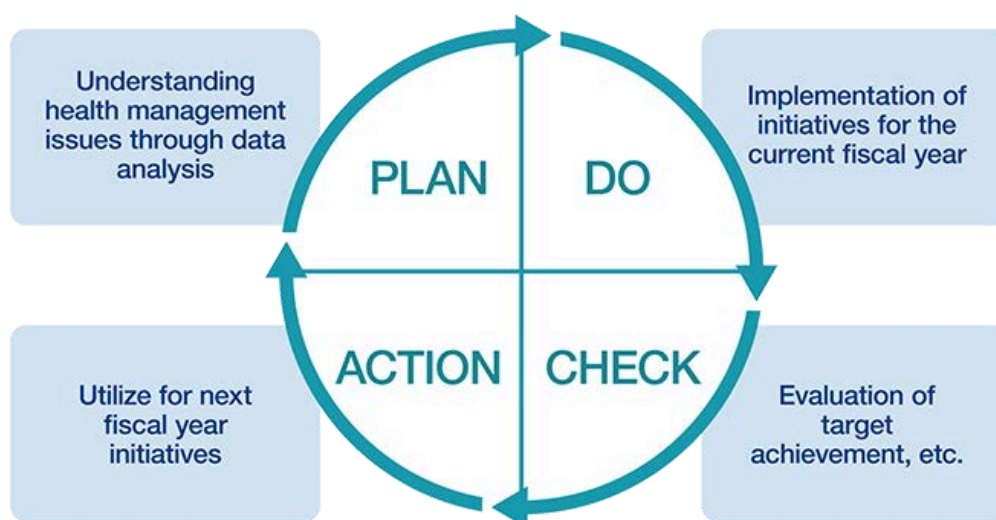 Understanding
health management
issues through data
analysis
PLAN
DO
Implementation of
initiatives for the
current fiscal year
Utilize for next
fiscal year
initiatives
ACTION
CHECK
Evaluation of
target
achievement, etc.